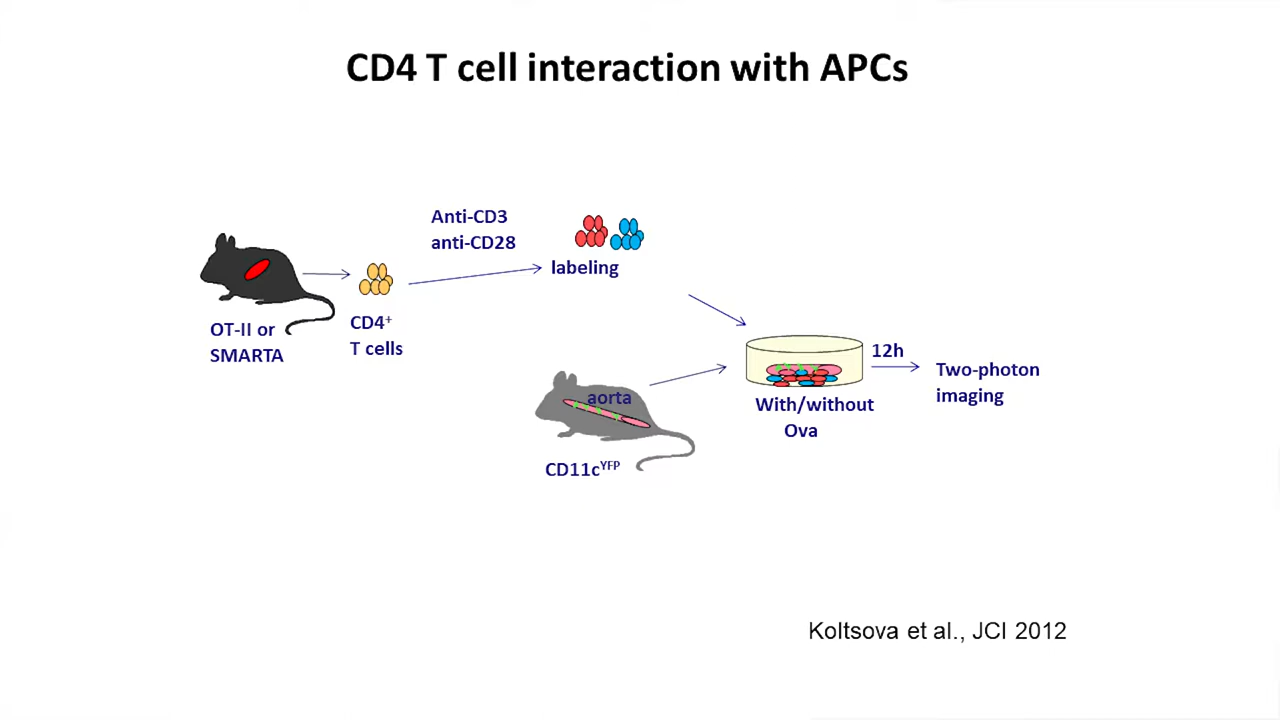 CD4 T cell interaction with APCs
Anti-CD3
anti-CD28
labeling
OT-II or
SMARTA
CD4⁺
T cells
aorta
CD11cʸᶠᴾ
12h
Two-photon
imaging
With/without
Ova
Koltsova et al., JCI 2012